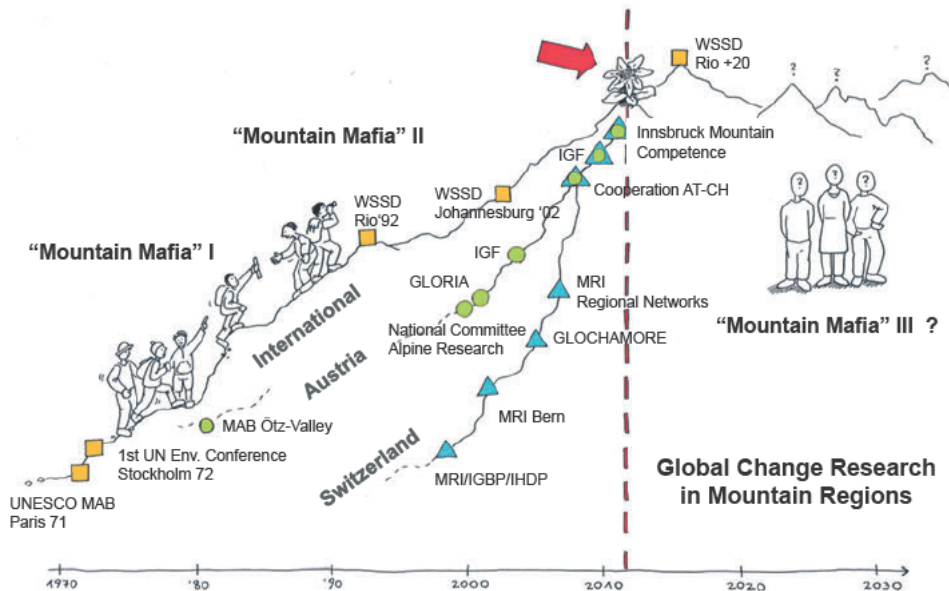 WSSD
Rio +20
?
?
?
"Mountain Mafia" II
Innsbruck Mountain
Competence
IGF
Cooperation AT-CH
WSSD
Rio'92
WSSD
Johannesburg '02
"Mountain Mafia" I
? ? ?
IGF
GLORIA
International
MRI
Regional Networks
"Mountain Mafia" III ?
National Committee
Alpine Research
GLOCHAMORE
Austria
MAB Ötz-Valley
MRI Bern
1st UN Env. Conference
Stockholm 72
Switzerland
MRI/IGBP/IHDP
Global Change Research
in Mountain Regions
UNESCO MAB
Paris 71
1970 '80 '90 2000 2010 2020 2030